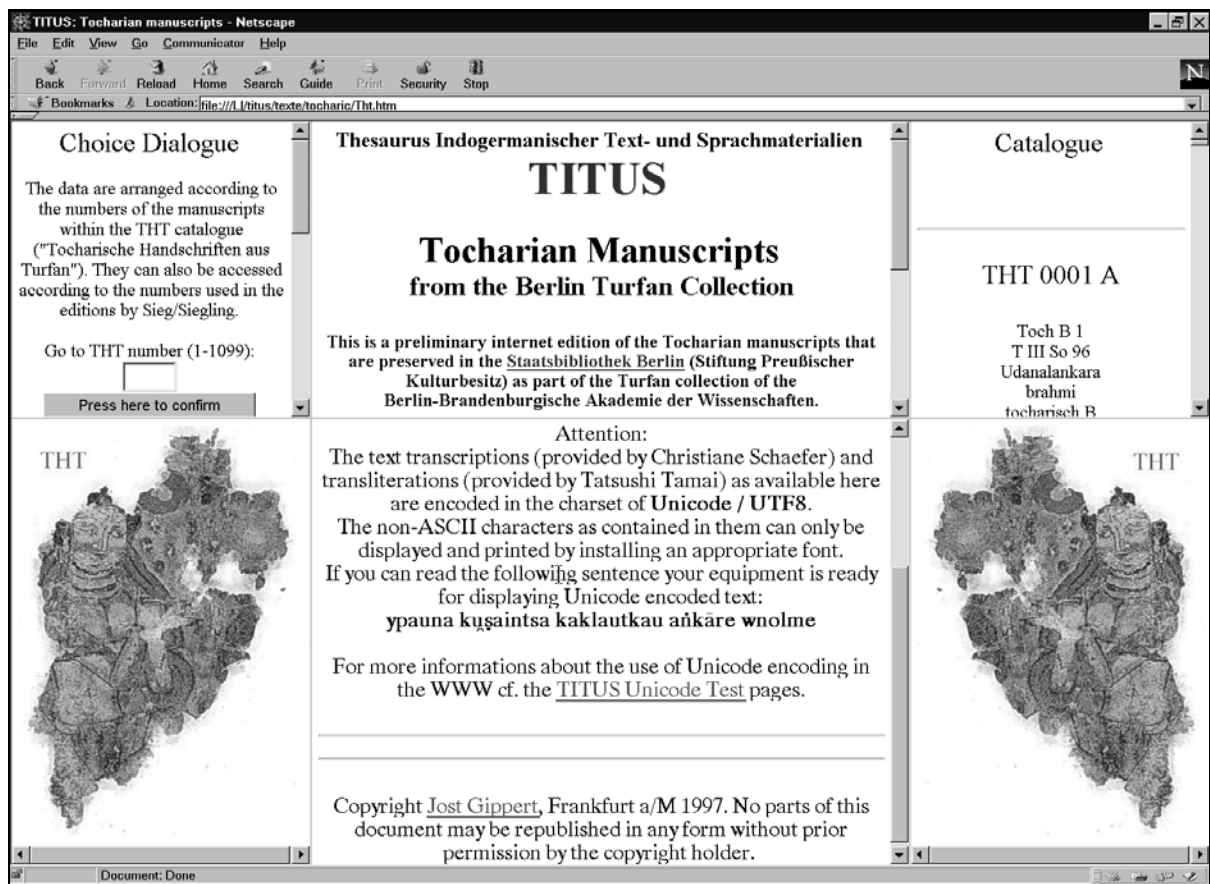 TITUS: Tocharian manuscripts - Netscape
File Edit View Go Communicator Help
Back Forward Reload Home Search Guide Print Security Stop
Bookmarks Location: file:///L|/titus/texte/tocharic/Tht.htm
Choice Dialogue
The data are arranged according to
the numbers of the manuscripts
within the THT catalogue
("Tocharische Handschriften aus
Turfan"). They can also be accessed
according to the numbers used in the
editions by Sieg/Siegling.
Go to THT number (1-1099):
Press here to confirm
Thesaurus Indogermanischer Text- und Sprachmaterialien
TITUS
Tocharian Manuscripts
from the Berlin Turfan Collection
This is a preliminary internet edition of the Tocharian manuscripts that
are preserved in the Staatsbibliothek Berlin (Stiftung Preußischer
Kulturbesitz) as part of the Turfan collection of the
Berlin-Brandenburgische Akademie der Wissenschaften.
Catalogue
THT 0001 A
Toch B 1
T III So 96
Udanalankara
brahmi
tocharisch B
THT
Attention:
The text transcriptions (provided by Christiane Schaefer) and
transliterations (provided by Tatsushi Tamai) as available here
are encoded in the charset of Unicode / UTF8.
The non-ASCII characters as contained in them can only be
displayed and printed by installing an appropriate font.
If you can read the following sentence your equipment is ready
for displaying Unicode encoded text:
ypauna ku̯ṣaintsa kaklautkau aṅkāre wnolme
For more informations about the use of Unicode encoding in
the WWW cf. the TITUS Unicode Test pages.
Copyright Jost Gippert, Frankfurt a/M 1997. No parts of this
document may be republished in any form without prior
permission by the copyright holder.
THT
Document: Done